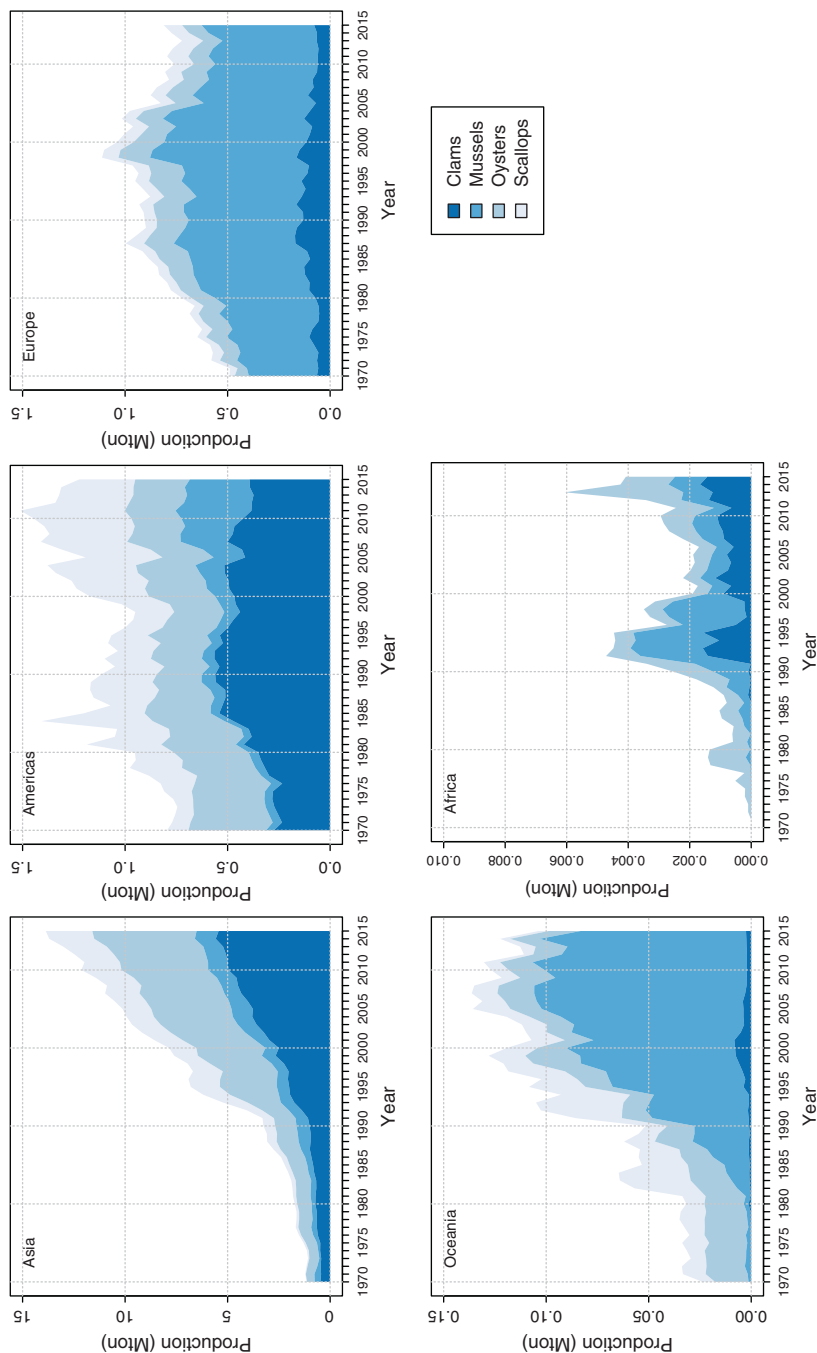 Asia
15
10
5
0
Production (Mton)
1970 1975 1980 1985 1990 1995 2000 2005 2010 2015
Year
Americas
1.5
1.0
0.5
0.0
Production (Mton)
1970 1975 1980 1985 1990 1995 2000 2005 2010 2015
Year
Europe
1.5
1.0
0.5
0.0
Production (Mton)
1970 1975 1980 1985 1990 1995 2000 2005 2010 2015
Year
Oceania
0.15
0.10
0.05
0.00
Production (Mton)
1970 1975 1980 1985 1990 1995 2000 2005 2010 2015
Year
Africa
0.010
0.008
0.006
0.004
0.002
0.000
Production (Mton)
1970 1975 1980 1985 1990 1995 2000 2005 2010 2015
Year
Clams
Mussels
Oysters
Scallops